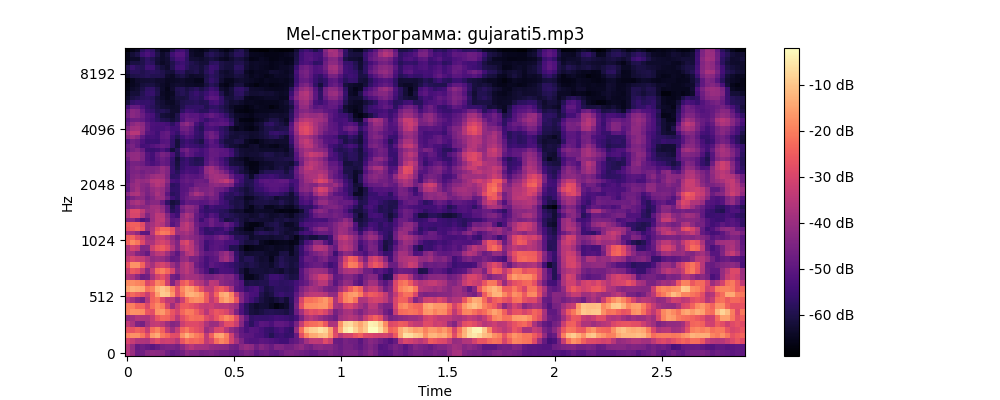 Mel-спектрограмма: gujarati5.mp3
8192
4096
2048
1024
512
0
Hz
0 0.5 1 1.5 2 2.5
Time
-10 dB
-20 dB
-30 dB
-40 dB
-50 dB
-60 dB